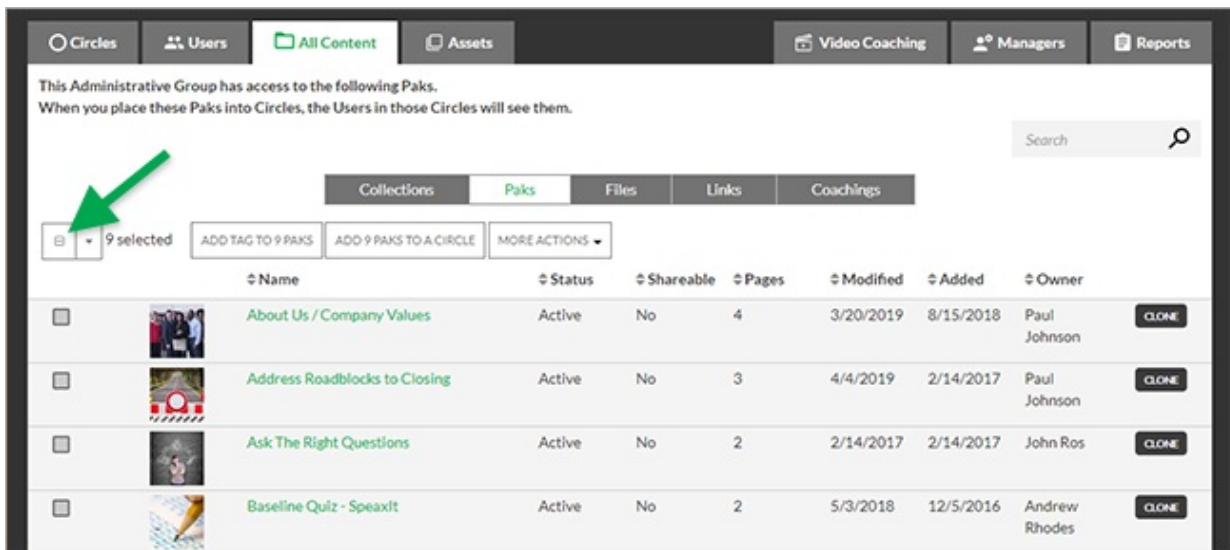 Circles Users All Content Assets Video Coaching Managers Reports
This Administrative Group has access to the following Paks.
When you place these Paks into Circles, the Users in those Circles will see them.
Search
Collections Paks Files Links Coachings
9 selected ADD TAG TO 9 PAKS ADD 9 PAKS TO A CIRCLE MORE ACTIONS
Name Status Shareable Pages Modified Added Owner
About Us / Company Values Active No 4 3/20/2019 8/15/2018 Paul Johnson CLONE
Address Roadblocks to Closing Active No 3 4/4/2019 2/14/2017 Paul Johnson CLONE
Ask The Right Questions Active No 2 2/14/2017 2/14/2017 John Ros CLONE
Baseline Quiz - SpeaxIt Active No 2 5/3/2018 12/5/2016 Andrew Rhodes CLONE